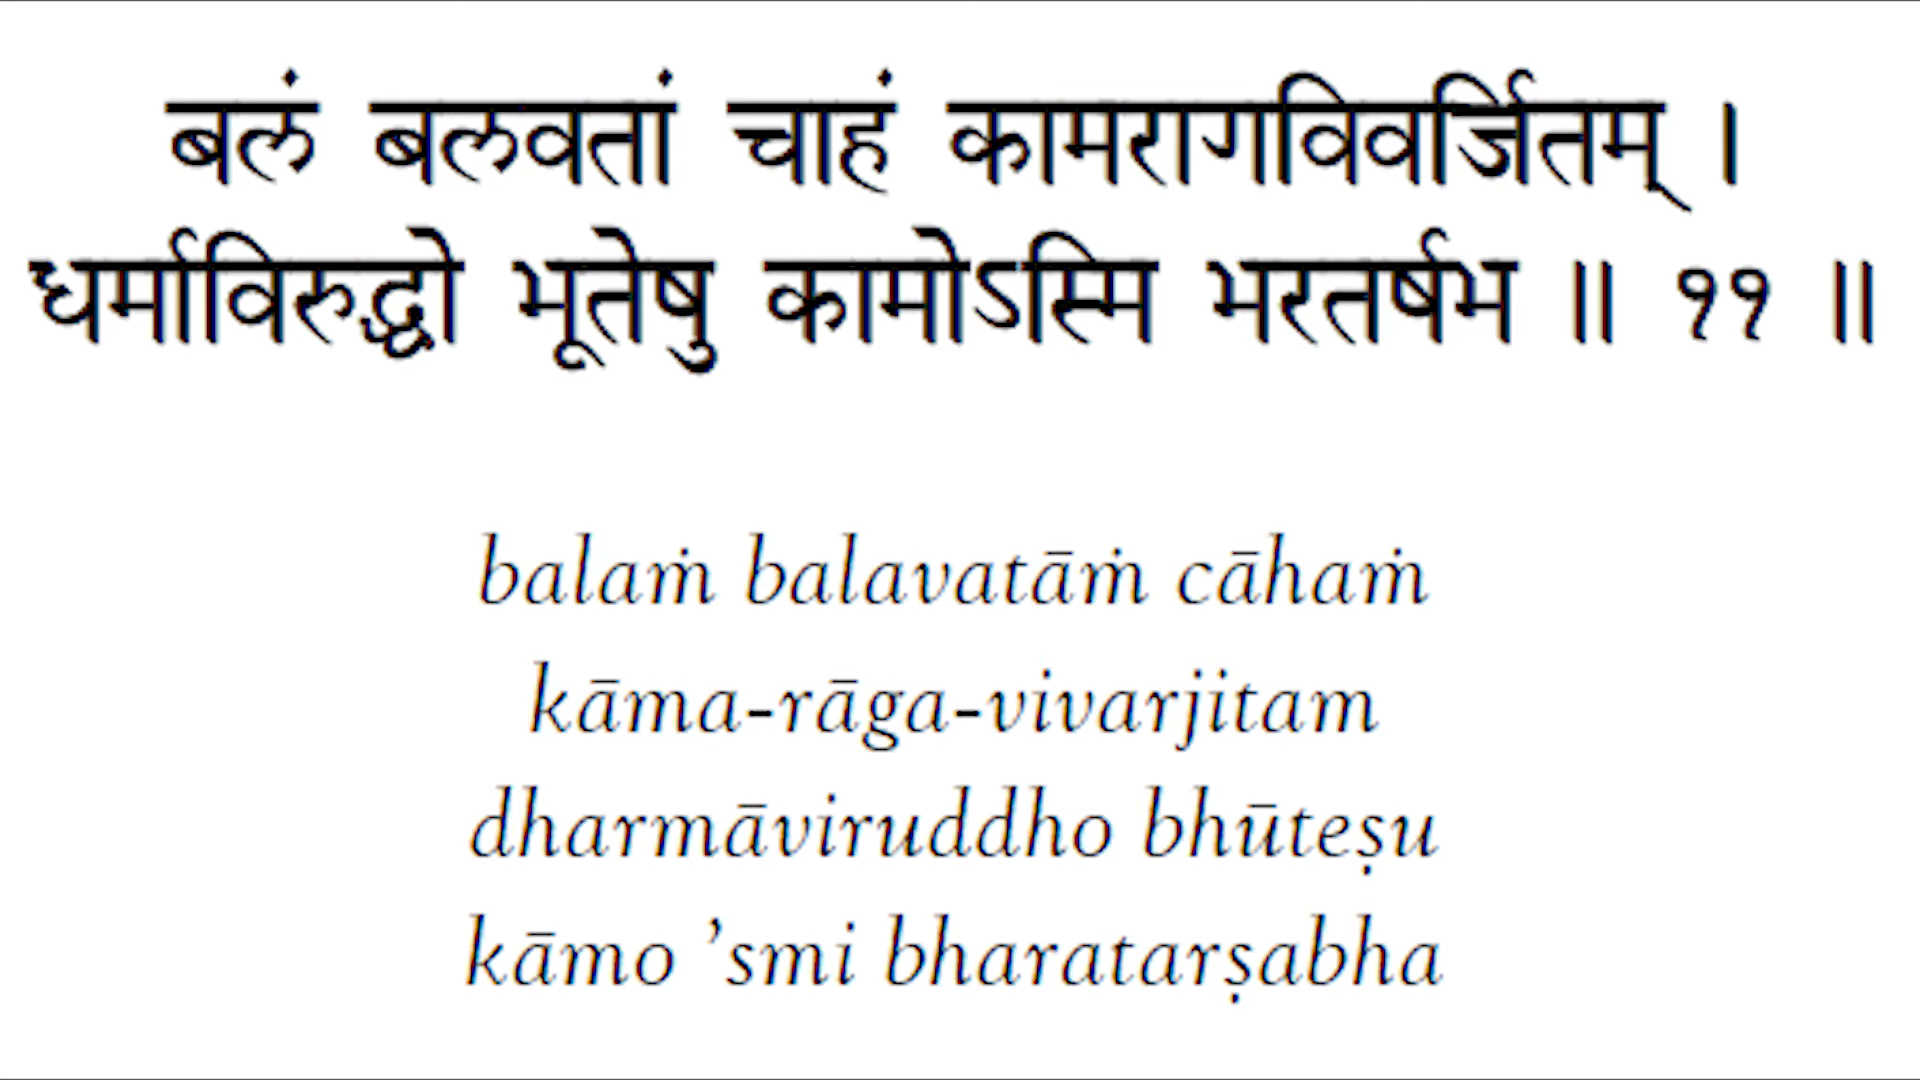 बलं बलवतां चाहं कामरागविवर्जितम् ।
धर्माविरुद्धो भूतेषु कामोऽस्मि भरतर्षभ ॥ ११ ॥
balaṁ balavatāṁ cāhaṁ
kāma-rāga-vivarjitam
dharmāviruddho bhūteṣu
kāmo ’smi bharatarṣabha